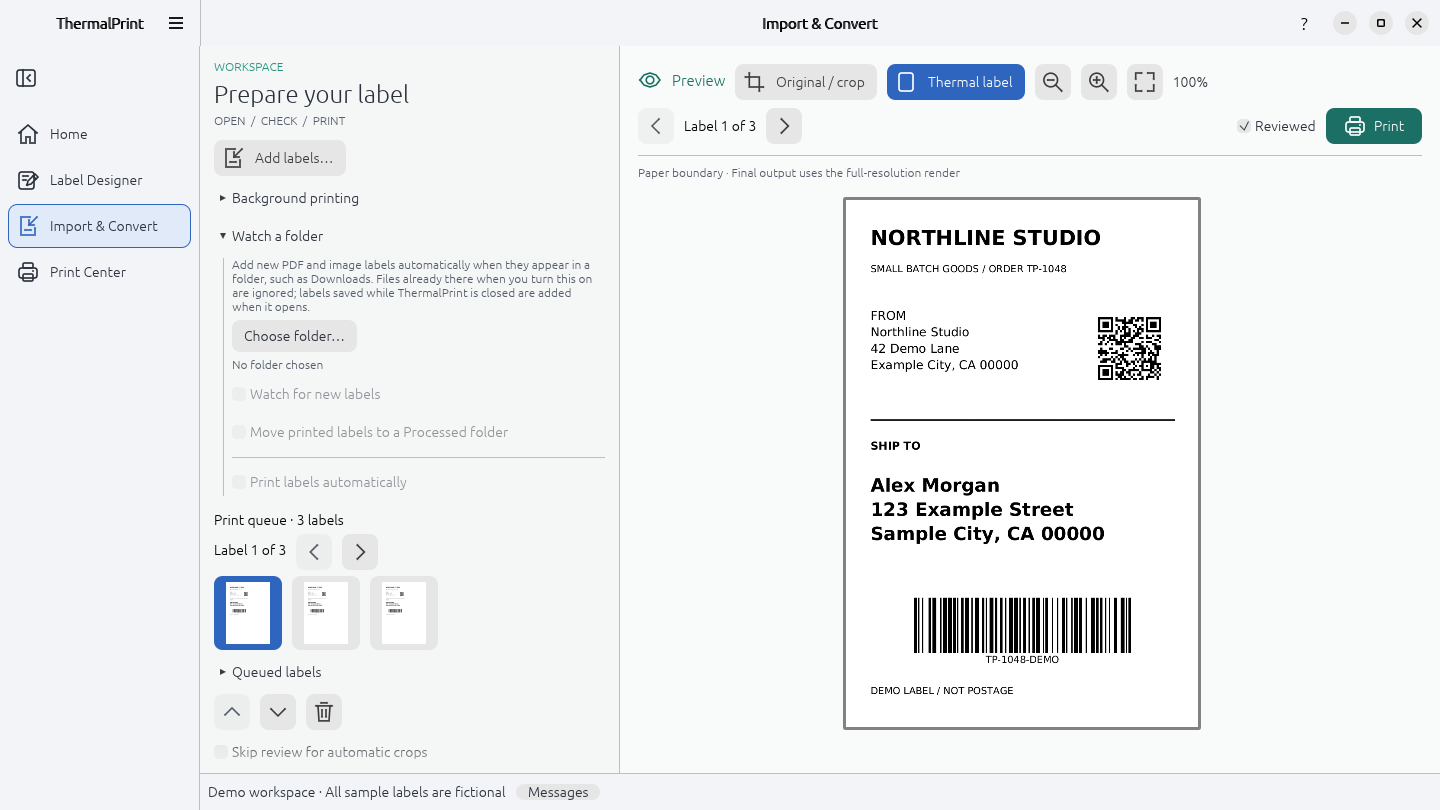 ThermalPrint
Import & Convert
?
Home
Label Designer
Import & Convert
Print Center
WORKSPACE
Prepare your label
OPEN / CHECK / PRINT
Add labels…
Background printing
Watch a folder
Add new PDF and image labels automatically when they appear in a
folder, such as Downloads. Files already there when you turn this on
are ignored; labels saved while ThermalPrint is closed are added
when it opens.
Choose folder…
No folder chosen
Watch for new labels
Move printed labels to a Processed folder
Print labels automatically
Print queue · 3 labels
Label 1 of 3
Queued labels
Skip review for automatic crops
Preview
Original / crop
Thermal label
100%
Label 1 of 3
Reviewed
Print
Paper boundary · Final output uses the full-resolution render
NORTHLINE STUDIO
SMALL BATCH GOODS / ORDER TP-1048
FROM
Northline Studio
42 Demo Lane
Example City, CA 00000
SHIP TO
Alex Morgan
123 Example Street
Sample City, CA 00000
TP-1048-DEMO
DEMO LABEL / NOT POSTAGE
Demo workspace · All sample labels are fictional
Messages